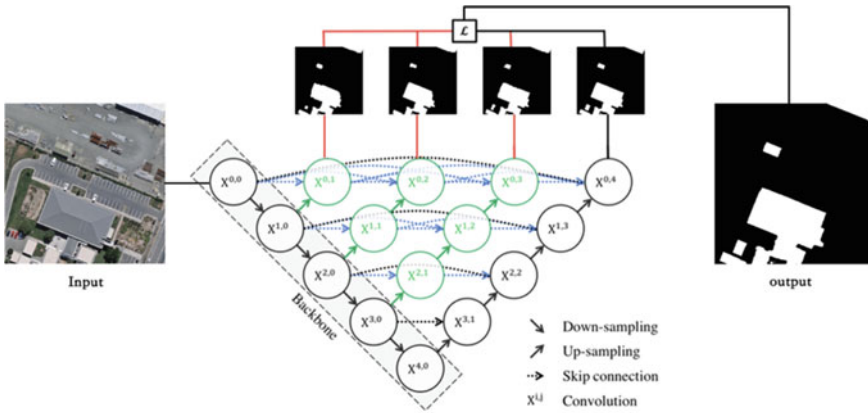 ℒ
X0,0
X0,1
X0,2
X0,3
X0,4
X1,0
X1,1
X1,2
X1,3
Input
X2,0
X2,1
X2,2
output
Backbone
X3,0
X3,1
X4,0
Down-sampling
Up-sampling
Skip connection
Xi,j Convolution